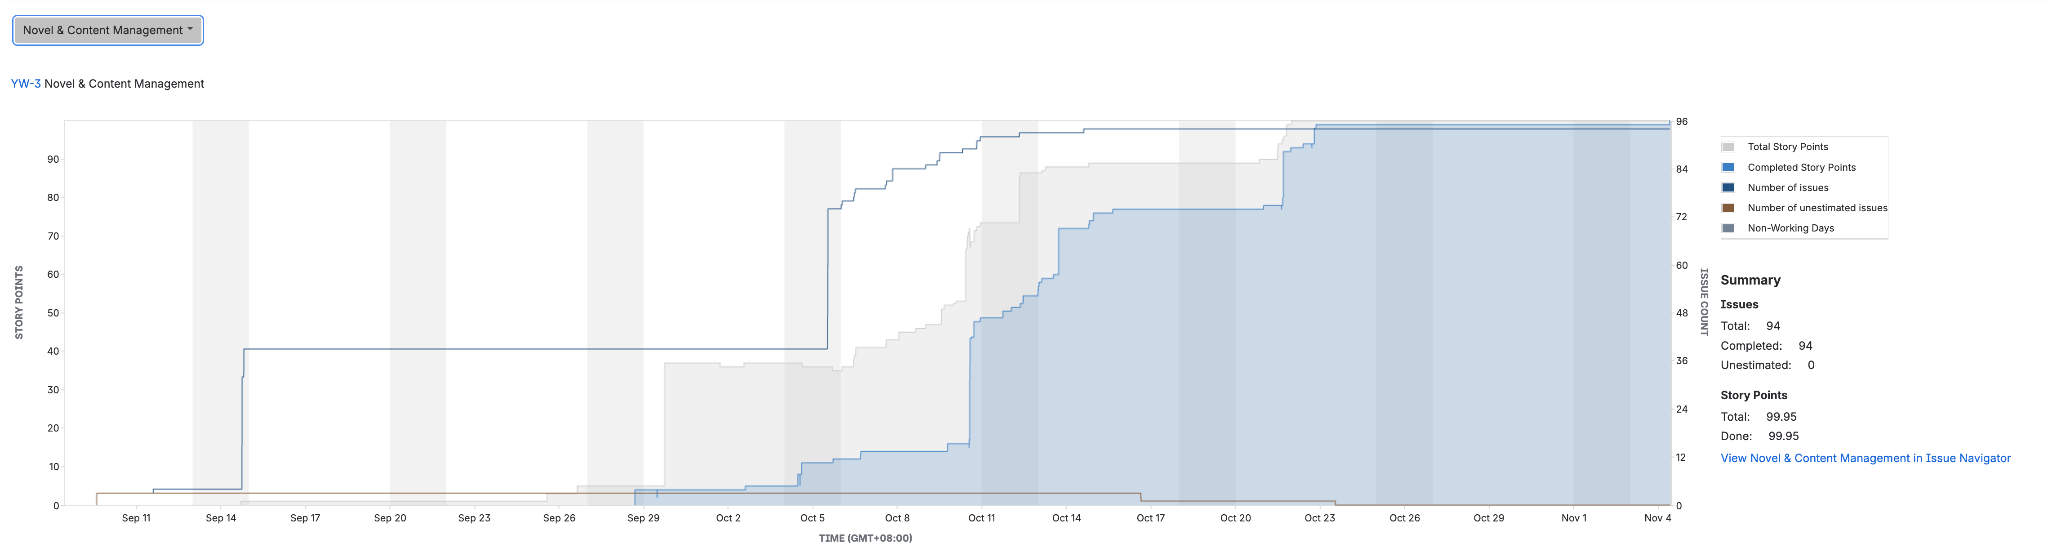 Novel & Content Management
YW-3 Novel & Content Management
STORY POINTS
90
80
70
60
50
40
30
20
10
0
96
84
72
60
48
36
24
12
0
ISSUE COUNT
Sep 11 Sep 14 Sep 17 Sep 20 Sep 23 Sep 26 Sep 29 Oct 2 Oct 5 Oct 8 Oct 11 Oct 14 Oct 17 Oct 20 Oct 23 Oct 26 Oct 29 Nov 1 Nov 4
TIME (GMT+08:00)
Total Story Points
Completed Story Points
Number of issues
Number of unestimated issues
Non-Working Days
Summary
Issues
Total: 94
Completed: 94
Unestimated: 0
Story Points
Total: 99.95
Done: 99.95
View Novel & Content Management in Issue Navigator